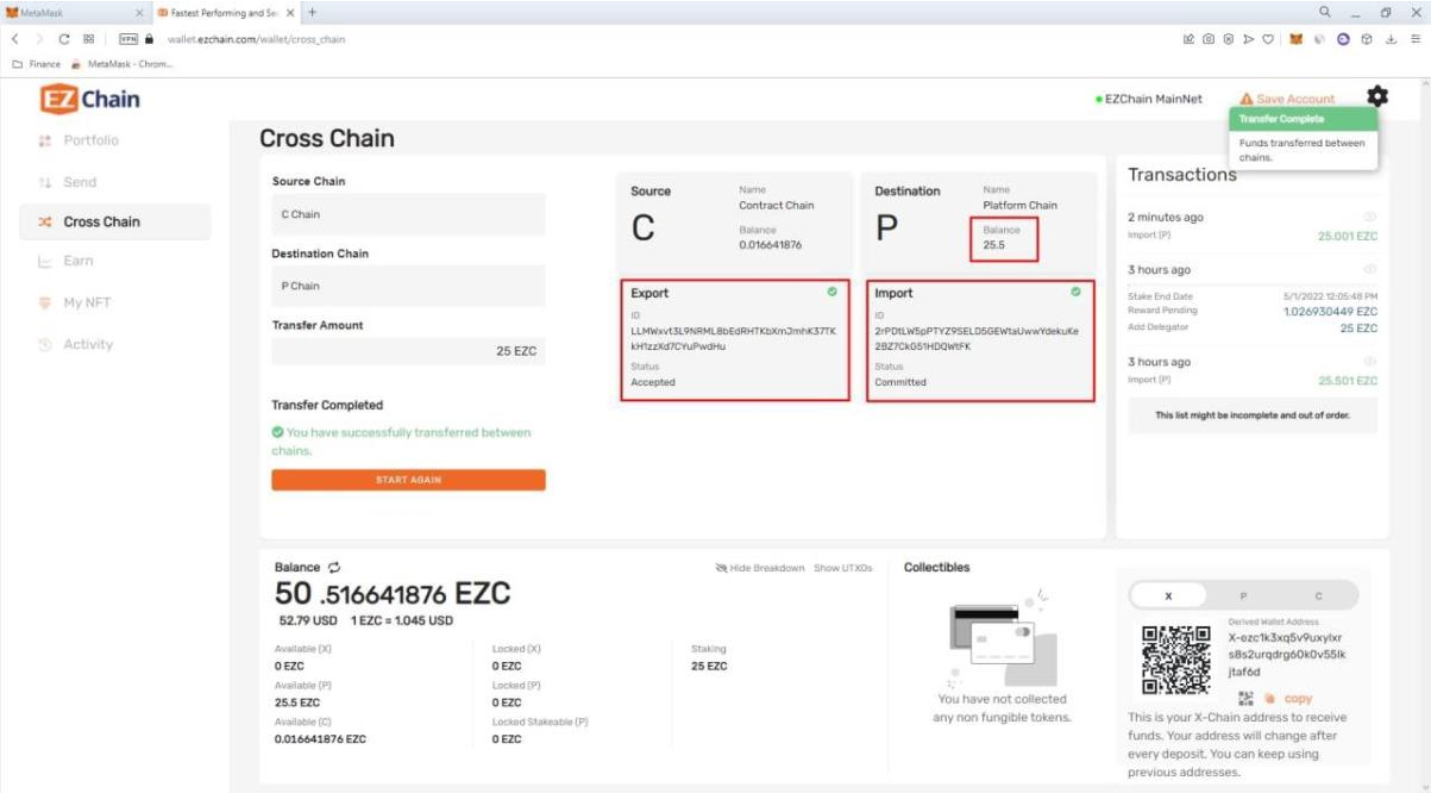 MetaMask
Fastest Performing and Se
VPN
wallet.ezchain.com/wallet/cross_chain
Finance
MetaMask - Chrom...
EZ Chain
EZChain MainNet
Save Account
Transfer Complete
Funds transferred between
chains.
Portfolio
Send
Cross Chain
Earn
My NFT
Activity
Cross Chain
Source Chain
C Chain
Destination Chain
P Chain
Transfer Amount
25 EZC
Transfer Completed
You have successfully transferred between
chains.
START AGAIN
Source
C
Name
Contract Chain
Balance
0.016641876
Destination
P
Name
Platform Chain
Balance
25.5
Export
ID
LLMWxvt3L9NRML8bEdRHTKbXmJmhK37TK
kH1zzXd7CYuPwdHu
Status
Accepted
Import
ID
2rPDtLW5pPTYZ9SELD5GEWtaUwwYdekuKe
2BZ7CkG51HDQWtFK
Status
Committed
Transactions
2 minutes ago
Import (P)
25.001 EZC
3 hours ago
Stake End Date
5/1/2022 12:05:48 PM
Reward Pending
1.026930449 EZC
Add Delegator
25 EZC
3 hours ago
Import (P)
25.501 EZC
This list might be incomplete and out of order.
Balance
Hide Breakdown
Show UTXOs
50 .516641876 EZC
52.79 USD
1 EZC = 1.045 USD
Available (X)
0 EZC
Available (P)
25.5 EZC
Available (C)
0.016641876 EZC
Locked (X)
0 EZC
Locked (P)
0 EZC
Locked Stakeable (P)
0 EZC
Staking
25 EZC
Collectibles
You have not collected
any non fungible tokens.
X
P
C
Derived Wallet Address
X-ezc1k3xq5v9uxylxr
s8s2urqdrg60k0v55lk
jtaf6d
copy
This is your X-Chain address to receive
funds. Your address will change after
every deposit. You can keep using
previous addresses.